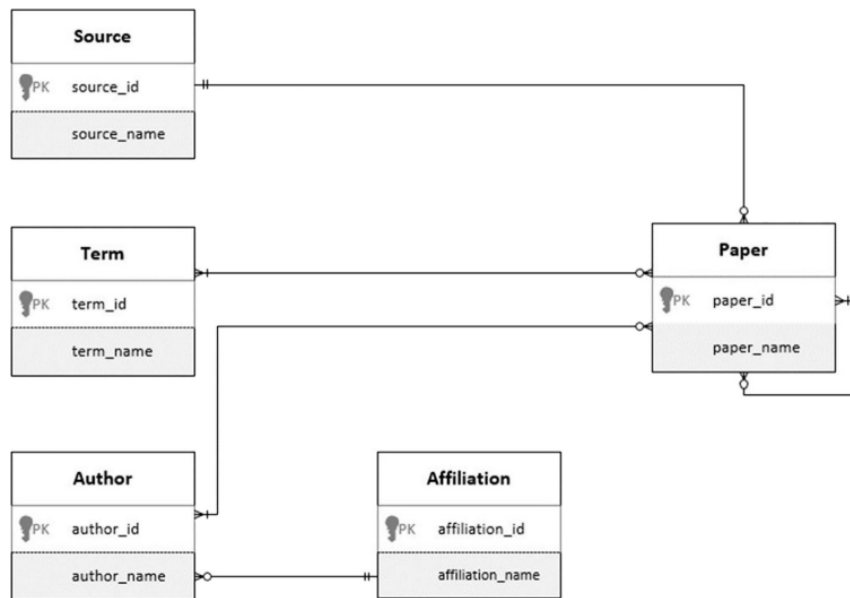 Source
PK source_id
source_name
Term
PK term_id
term_name
Paper
PK paper_id
paper_name
Author
PK author_id
author_name
Affiliation
PK affiliation_id
affiliation_name